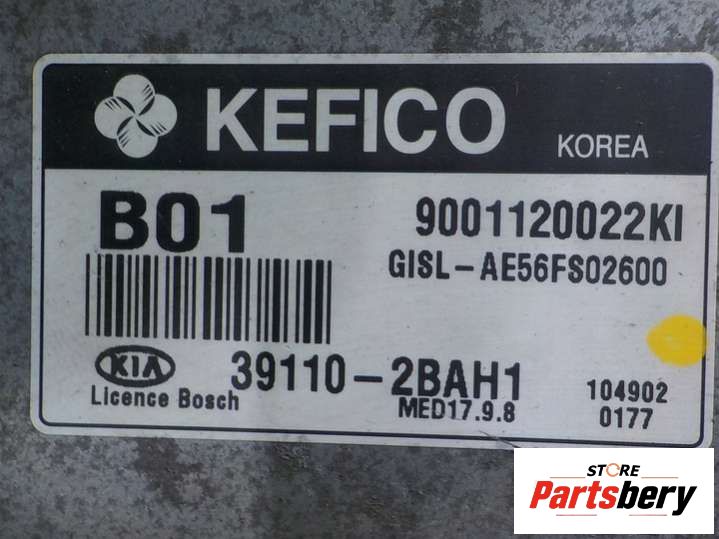 KEFICO KOREA
B01 9001120022KI
GISL-AE56FS02600
KIA 39110-2BAH1 104902
Licence Bosch MED17.9.8 0177
STORE
Partsbery